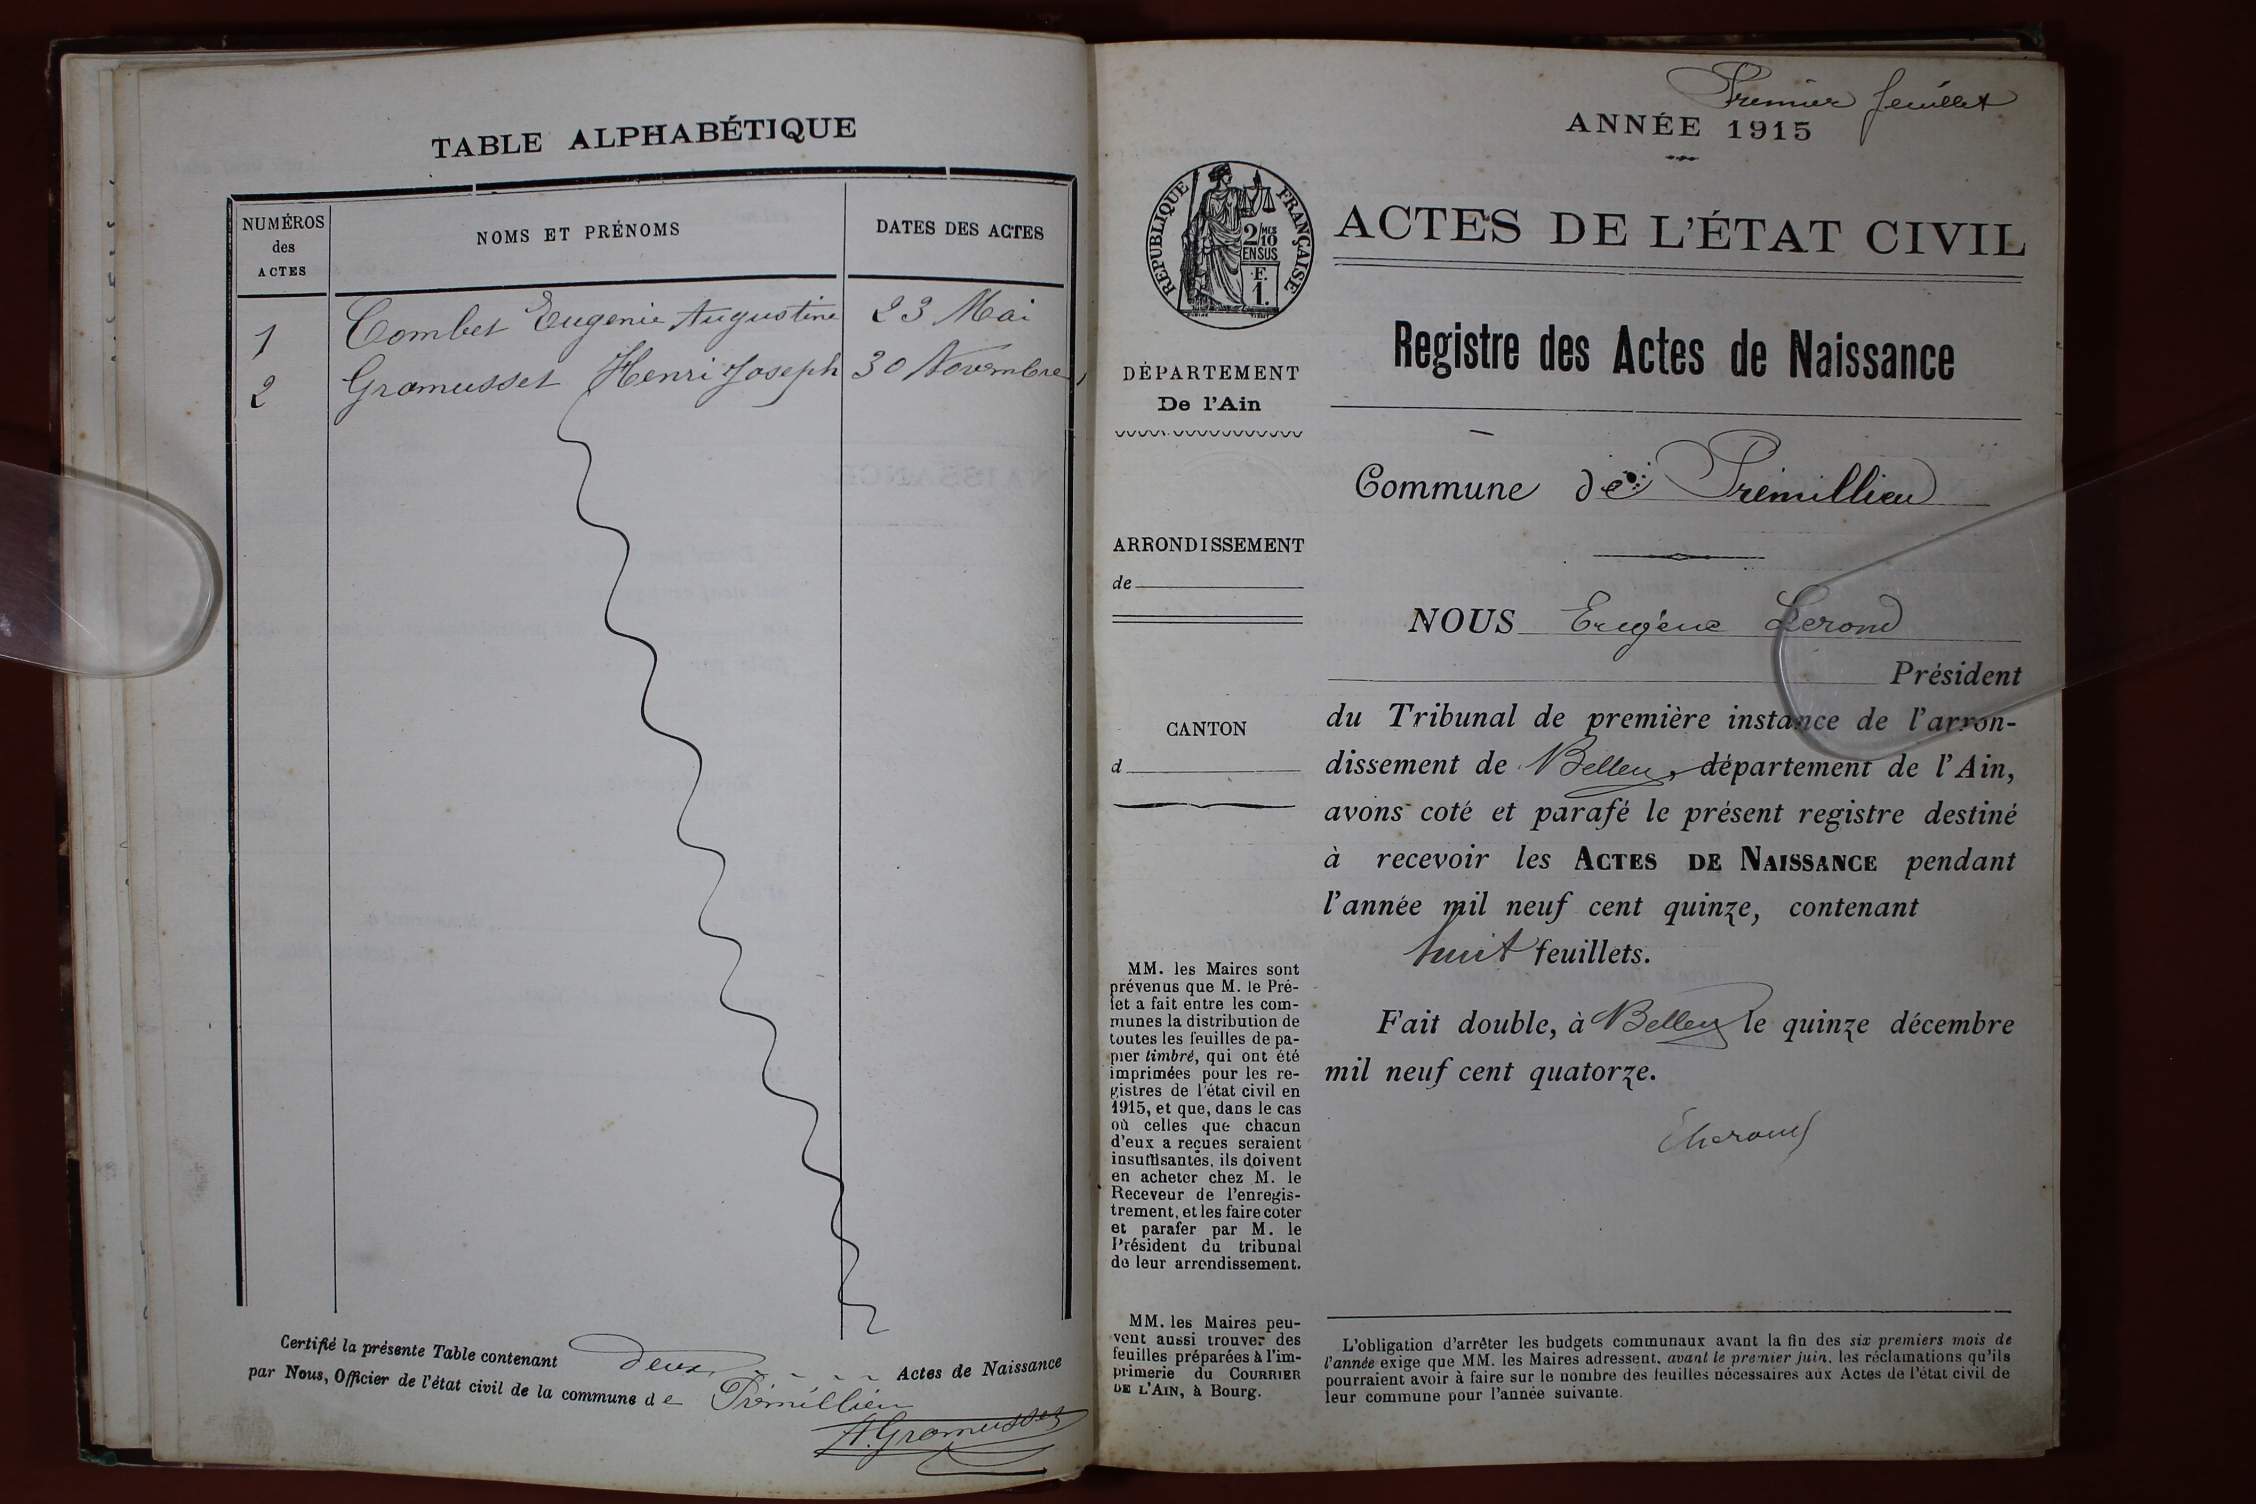 TABLE ALPHABÉTIQUE
NUMÉROS
des
ACTES
NOMS ET PRÉNOMS
DATES DES ACTES
1 Combet Eugenie Augustine 23 Mai
2 Gramusset Henri Joseph 30 Novembre
Certifié la présente Table contenant deux Actes de Naissance
par Nous, Officier de l'état civil de la commune de Prémillieu
H. Gramusset
Premier feuillet
ANNÉE 1915
RÉPUBLIQUE FRANÇAISE
2/10 MES
EN SUS
F.
1.
ACTES DE L'ÉTAT CIVIL
Registre des Actes de Naissance
DÉPARTEMENT
De l'Ain
Commune de Prémillieu
ARRONDISSEMENT
de
CANTON
d
NOUS Eugène Lerond
Président
du Tribunal de première instance de l'arron-
dissement de Belley, département de l'Ain,
avons coté et parafé le présent registre destiné
à recevoir les ACTES DE NAISSANCE pendant
l'année mil neuf cent quinze, contenant
huit feuillets.
Fait double, à Belley le quinze décembre
mil neuf cent quatorze.
ELerond
MM. les Maires sont
prévenus que M. le Pré-
fet a fait entre les com-
munes la distribution de
toutes les feuilles de pa-
pier timbré, qui ont été
imprimées pour les re-
gistres de l'état civil en
1915, et que, dans le cas
où celles que chacun
d'eux a reçues seraient
insuffisantes, ils doivent
en acheter chez M. le
Receveur de l'enregis-
trement, et les faire coter
et parafer par M. le
Président du tribunal
de leur arrondissement.
MM. les Maires peu-
vent aussi trouver des
feuilles préparées à l'im-
primerie du COURRIER
DE L'AIN, à Bourg.
L'obligation d'arrêter les budgets communaux avant la fin des six premiers mois de
l'année exige que MM. les Maires adressent, avant le premier juin, les réclamations qu'ils
pourraient avoir à faire sur le nombre des feuilles nécessaires aux Actes de l'état civil de
leur commune pour l'année suivante.